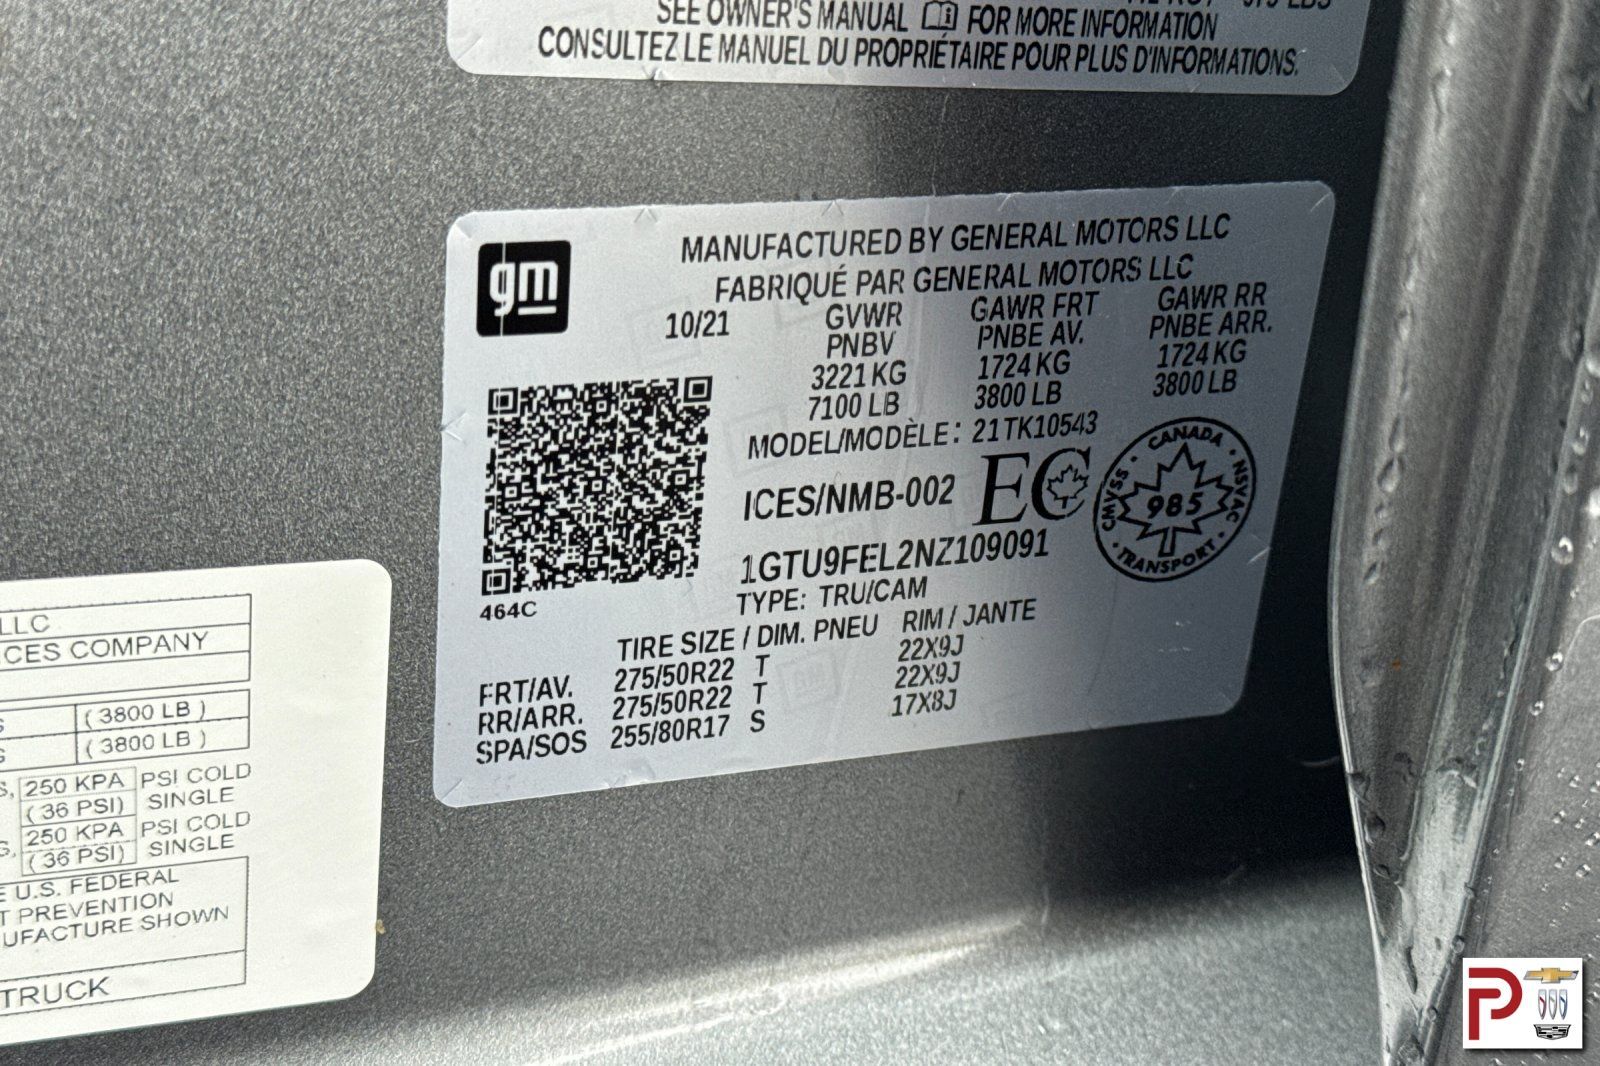 SEE OWNER'S MANUAL FOR MORE INFORMATION
CONSULTEZ LE MANUEL DU PROPRIÉTAIRE POUR PLUS D'INFORMATIONS.
gm
MANUFACTURED BY GENERAL MOTORS LLC
FABRIQUÉ PAR GENERAL MOTORS LLC
10/21 GVWR GAWR FRT GAWR RR
PNBV PNBE AV. PNBE ARR.
3221 KG 1724 KG 1724 KG
7100 LB 3800 LB 3800 LB
MODEL/MODÈLE: 21TK10543
ICES/NMB-002 EC
CANADA
CMVSS 985 NSVAC
TRANSPORT
1GTU9FEL2NZ109091
464C
TYPE: TRU/CAM
TIRE SIZE / DIM. PNEU RIM / JANTE
FRT/AV. 275/50R22 T 22X9J
RR/ARR. 275/50R22 T 22X9J
SPA/SOS 255/80R17 S 17X8J
LLC
CES COMPANY
( 3800 LB )
( 3800 LB )
250 KPA PSI COLD
( 36 PSI) SINGLE
250 KPA PSI COLD
( 36 PSI) SINGLE
U.S. FEDERAL
T PREVENTION
UFACTURE SHOWN
TRUCK
P